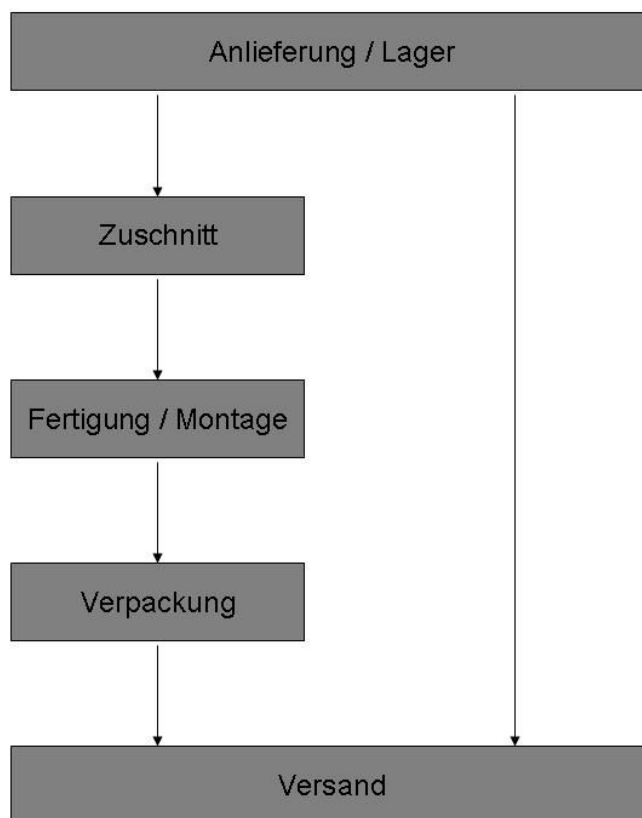 Anlieferung / Lager
Zuschnitt
Fertigung / Montage
Verpackung
Versand